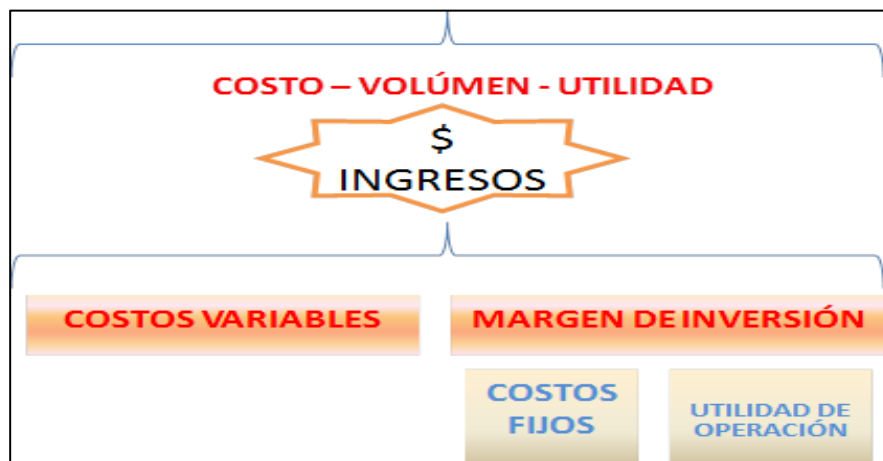 COSTO – VOLÚMEN - UTILIDAD
$
INGRESOS
COSTOS VARIABLES
MARGEN DE INVERSIÓN
COSTOS
FIJOS
UTILIDAD DE
OPERACIÓN